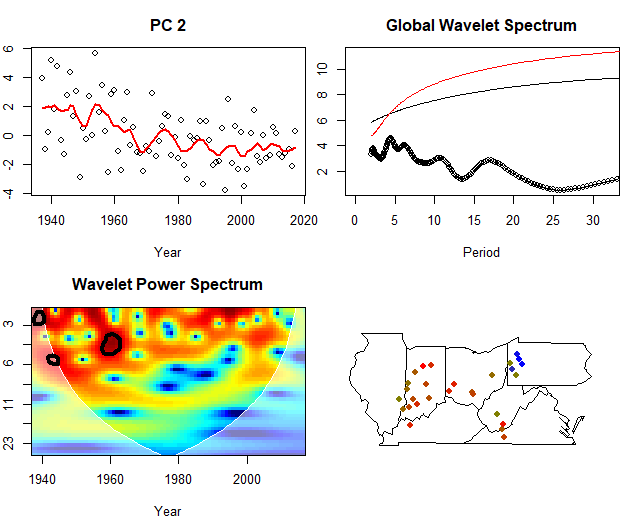 PC 2
6
4
2
0
-2
-4
1940 1960 1980 2000 2020
Year
Global Wavelet Spectrum
10
8
6
4
2
0 5 10 15 20 25 30
Period
Wavelet Power Spectrum
3
6
11
23
1940 1960 1980 2000
Year